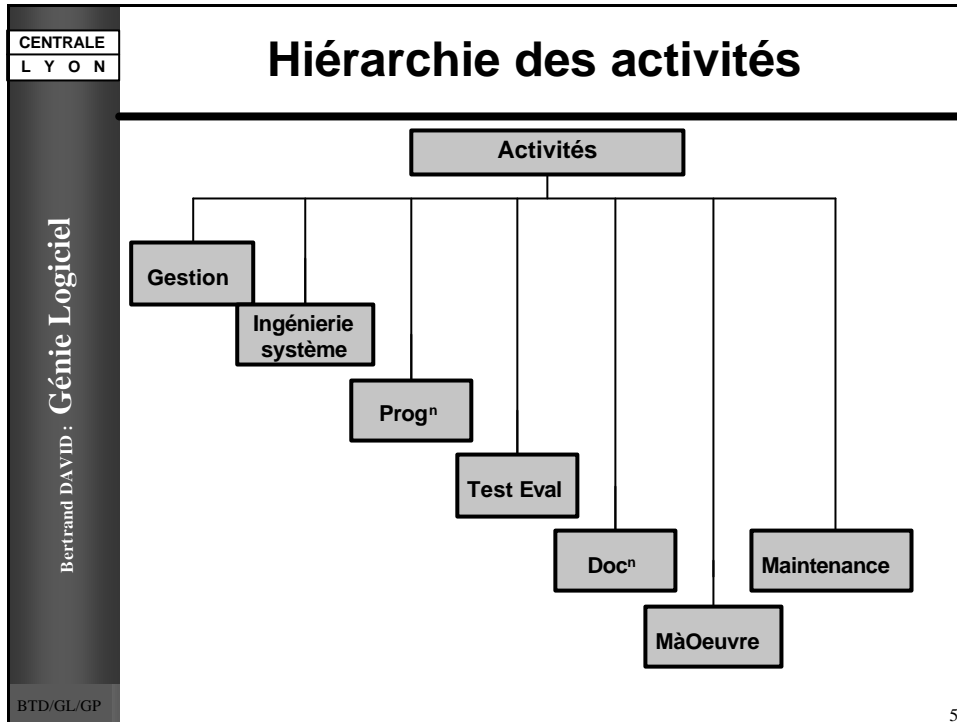 CENTRALE
L Y O N
Hiérarchie des activités
Bertrand DAVID : Génie Logiciel
Activités
Gestion
Ingénierie
système
Progⁿ
Test Eval
Docⁿ
Maintenance
MàOeuvre
BTD/GL/GP
5